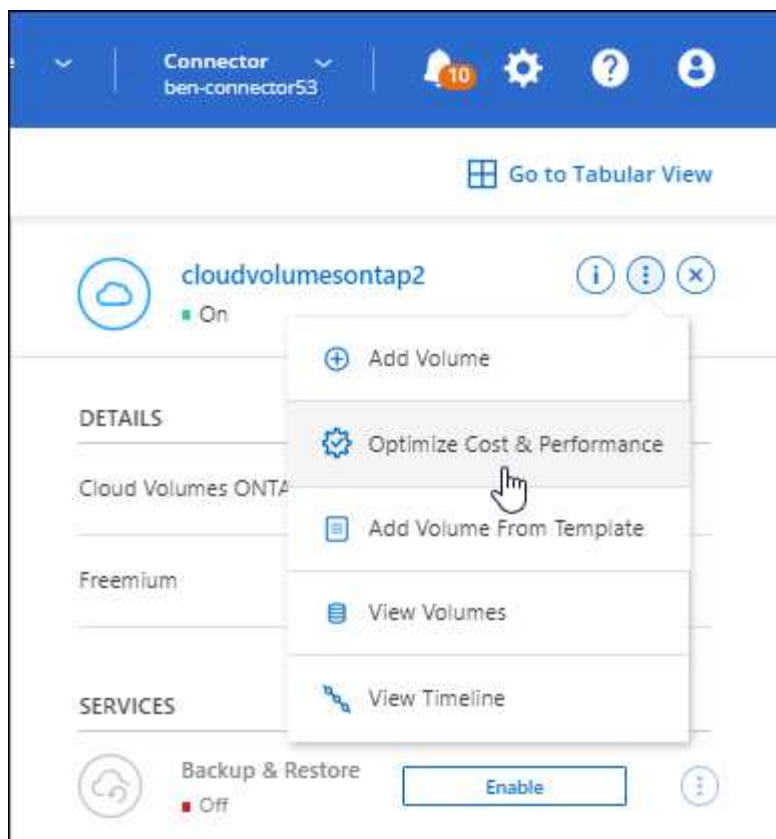 Connector
ben-connector53
10
Go to Tabular View
cloudvolumesontap2
On
Add Volume
DETAILS
Optimize Cost & Performance
Cloud Volumes ONTA
Add Volume From Template
Freemium
View Volumes
View Timeline
SERVICES
Backup & Restore
Enable
Off